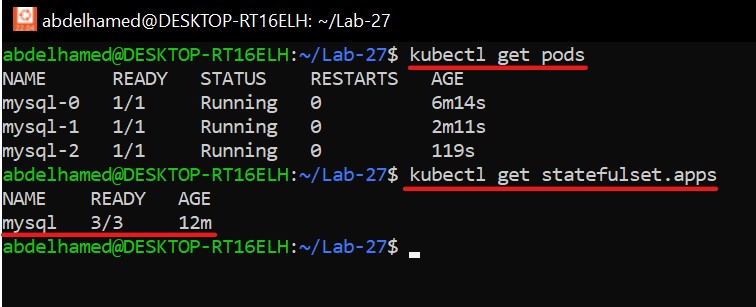 22.04
abdelhamed@DESKTOP-RT16ELH: ~/Lab-27
abdelhamed@DESKTOP-RT16ELH:~/Lab-27$ kubectl get pods
NAME READY STATUS RESTARTS AGE
mysql-0 1/1 Running 0 6m14s
mysql-1 1/1 Running 0 2m11s
mysql-2 1/1 Running 0 119s
abdelhamed@DESKTOP-RT16ELH:~/Lab-27$ kubectl get statefulset.apps
NAME READY AGE
mysql 3/3 12m
abdelhamed@DESKTOP-RT16ELH:~/Lab-27$